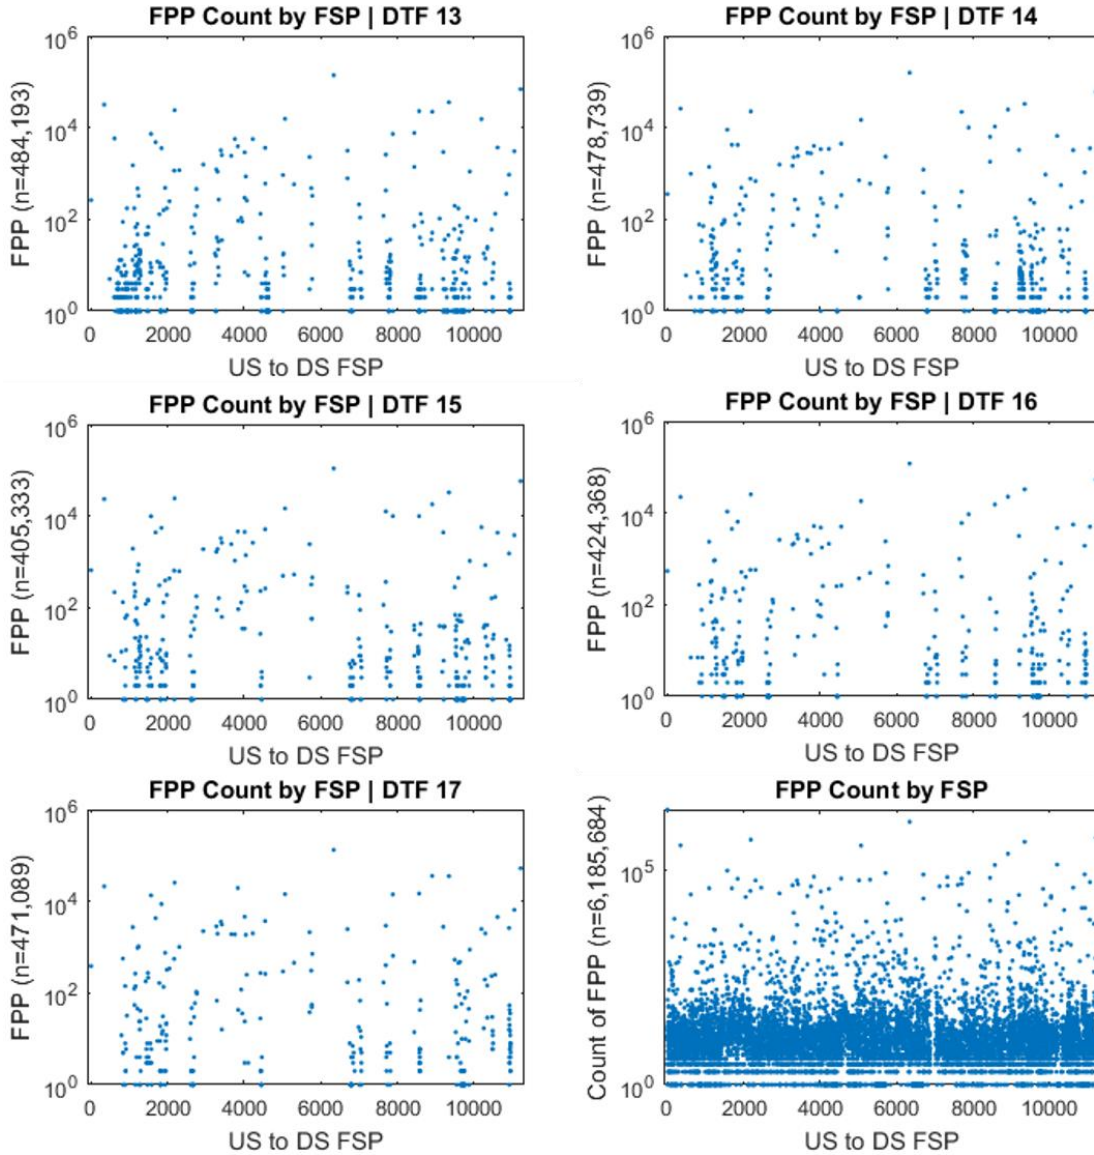 FPP Count by FSP | DTF 13
FPP (n=484,193)
10^6
10^4
10^2
10^0
0 2000 4000 6000 8000 10000
US to DS FSP
FPP Count by FSP | DTF 14
FPP (n=478,739)
10^6
10^4
10^2
10^0
0 2000 4000 6000 8000 10000
US to DS FSP
FPP Count by FSP | DTF 15
FPP (n=405,333)
10^6
10^4
10^2
10^0
0 2000 4000 6000 8000 10000
US to DS FSP
FPP Count by FSP | DTF 16
FPP (n=424,368)
10^6
10^4
10^2
10^0
0 2000 4000 6000 8000 10000
US to DS FSP
FPP Count by FSP | DTF 17
FPP (n=471,089)
10^6
10^4
10^2
10^0
0 2000 4000 6000 8000 10000
US to DS FSP
FPP Count by FSP
Count of FPP (n=6,185,684)
10^5
10^0
0 2000 4000 6000 8000 10000
US to DS FSP